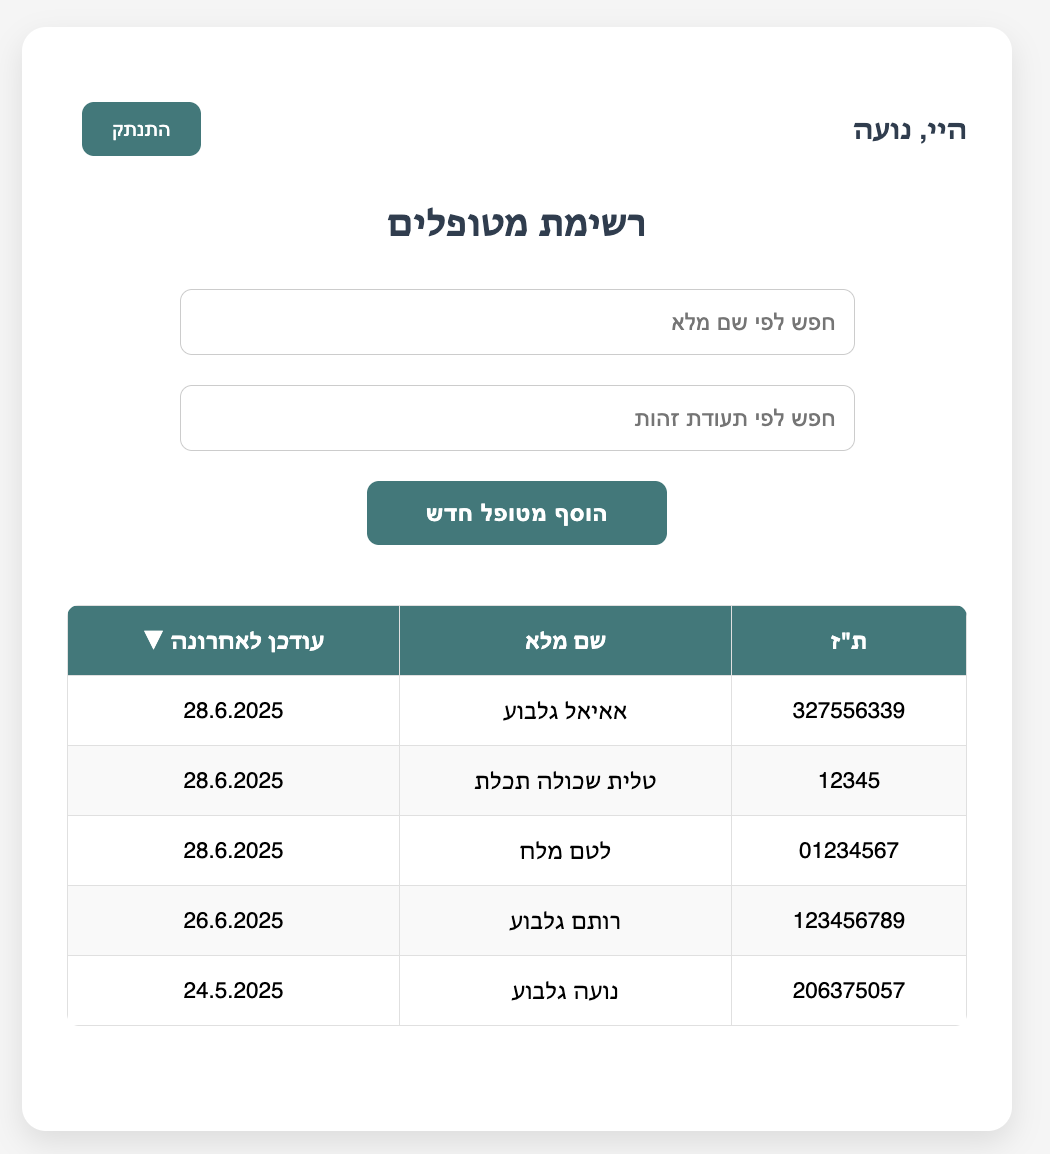 היי, נועה
התנתק
רשימת מטופלים
חפש לפי שם מלא
חפש לפי תעודת זהות
הוסף מטופל חדש
ת"ז שם מלא עודכן לאחרונה ▼
327556339 אאיאל גלבוע 28.6.2025
12345 טלית שכולה תכלת 28.6.2025
01234567 לטם מלח 28.6.2025
123456789 רותם גלבוע 26.6.2025
206375057 נועה גלבוע 24.5.2025